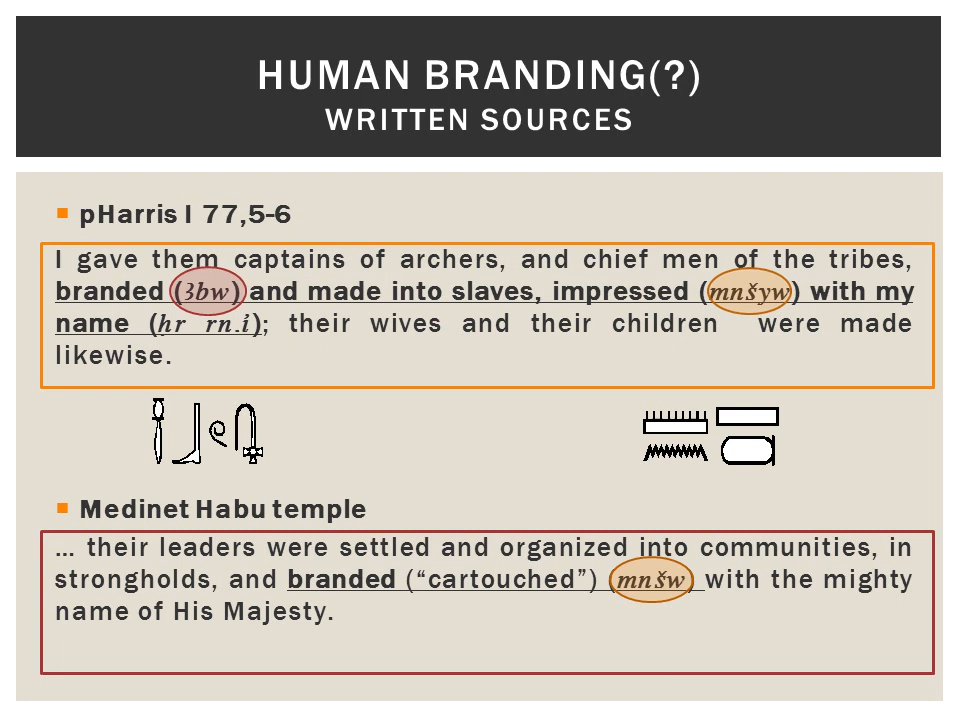 HUMAN BRANDING(?)
WRITTEN SOURCES
pHarris I 77,5-6
I gave them captains of archers, and chief men of the tribes,
branded (ꜣbw) and made into slaves, impressed (mnšyw) with my
name (ḥr rn.ỉ); their wives and their children were made
likewise.
Medinet Habu temple
… their leaders were settled and organized into communities, in
strongholds, and branded (“cartouched”) (mnšw) with the mighty
name of His Majesty.